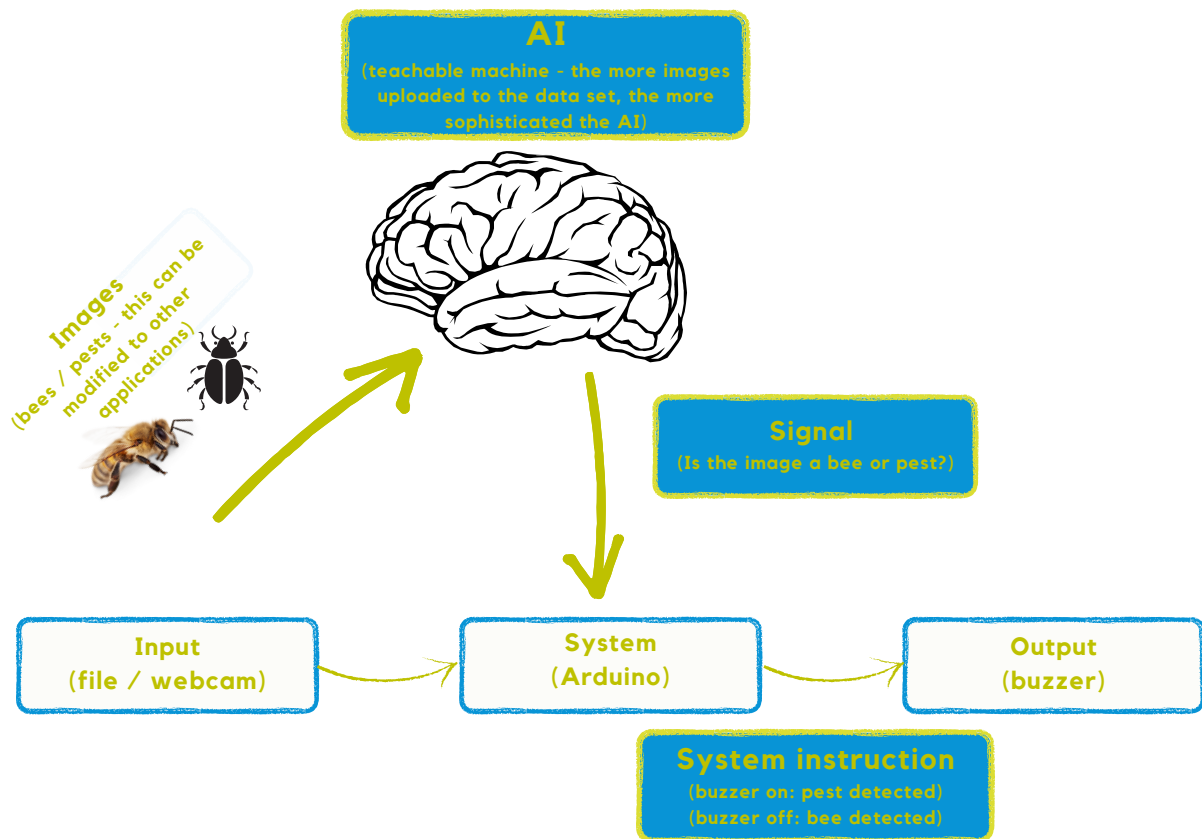 AI
(teachable machine - the more images
uploaded to the data set, the more
sophisticated the AI)
Images
(bees / pests - this can be
modified to other
applications)
Signal
(Is the image a bee or pest?)
Input
(file / webcam)
System
(Arduino)
Output
(buzzer)
System instruction
(buzzer on: pest detected)
(buzzer off: bee detected)